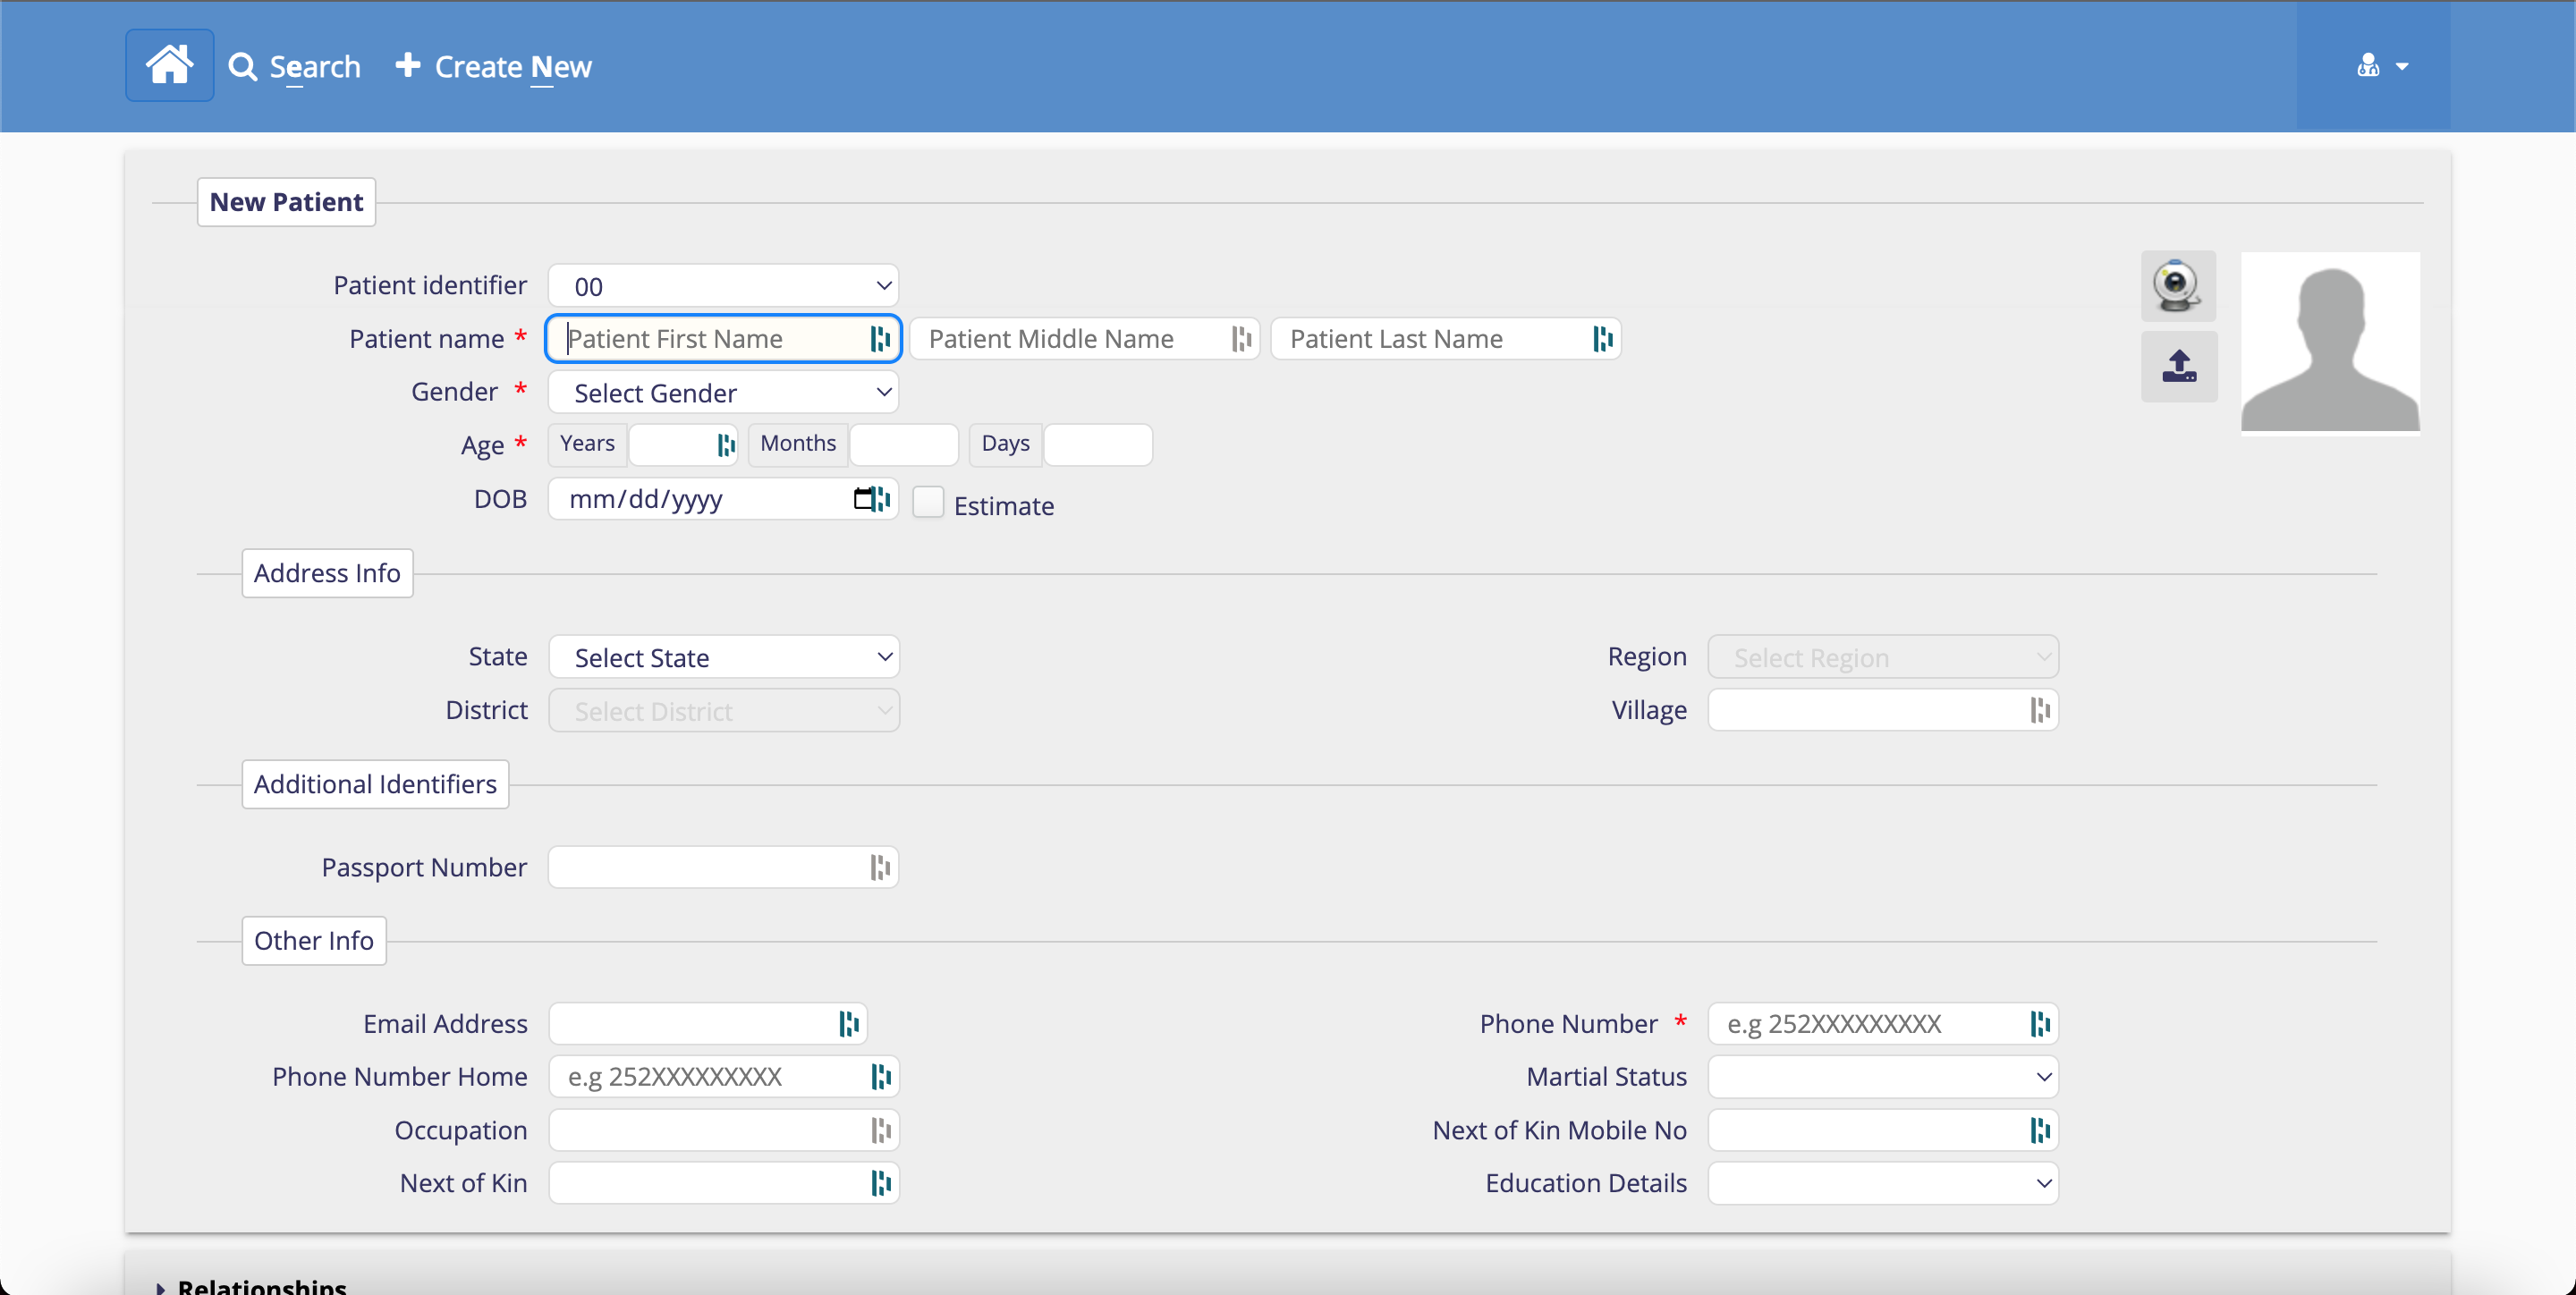 Search Create New
New Patient
Patient identifier 00
Patient name * Patient First Name Patient Middle Name Patient Last Name
Gender * Select Gender
Age * Years Months Days
DOB mm/dd/yyyy Estimate
Address Info
State Select State Region Select Region
District Select District Village
Additional Identifiers
Passport Number
Other Info
Email Address Phone Number * e.g 252XXXXXXXXX
Phone Number Home e.g 252XXXXXXXXX Martial Status
Occupation Next of Kin Mobile No
Next of Kin Education Details
Relationships